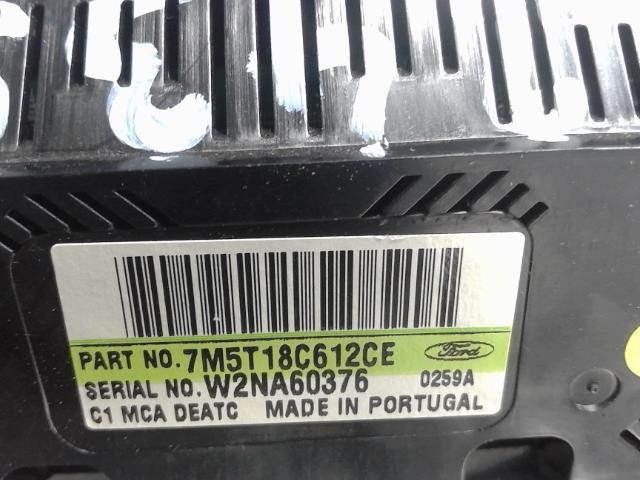 PART NO. 7M5T18C612CE Ford
SERIAL NO. W2NA60376 0259A
C1 MCA DEATC MADE IN PORTUGAL